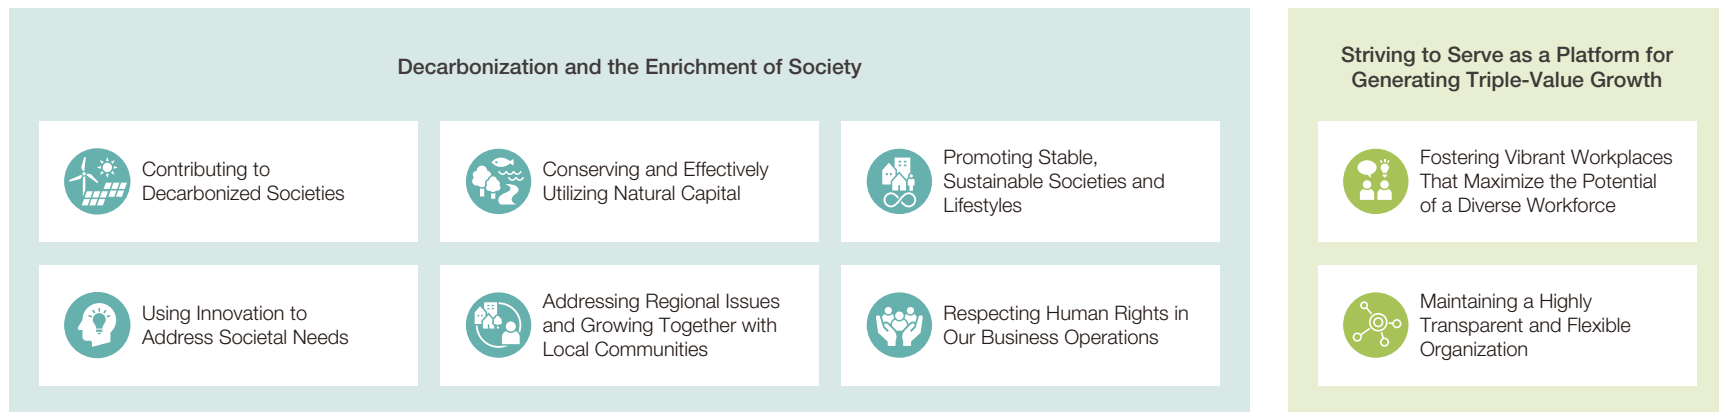 Decarbonization and the Enrichment of Society
Contributing to
Decarbonized Societies
Conserving and Effectively
Utilizing Natural Capital
Promoting Stable,
Sustainable Societies and
Lifestyles
Using Innovation to
Address Societal Needs
Addressing Regional Issues
and Growing Together with
Local Communities
Respecting Human Rights in
Our Business Operations
Striving to Serve as a Platform for
Generating Triple-Value Growth
Fostering Vibrant Workplaces
That Maximize the Potential
of a Diverse Workforce
Maintaining a Highly
Transparent and Flexible
Organization